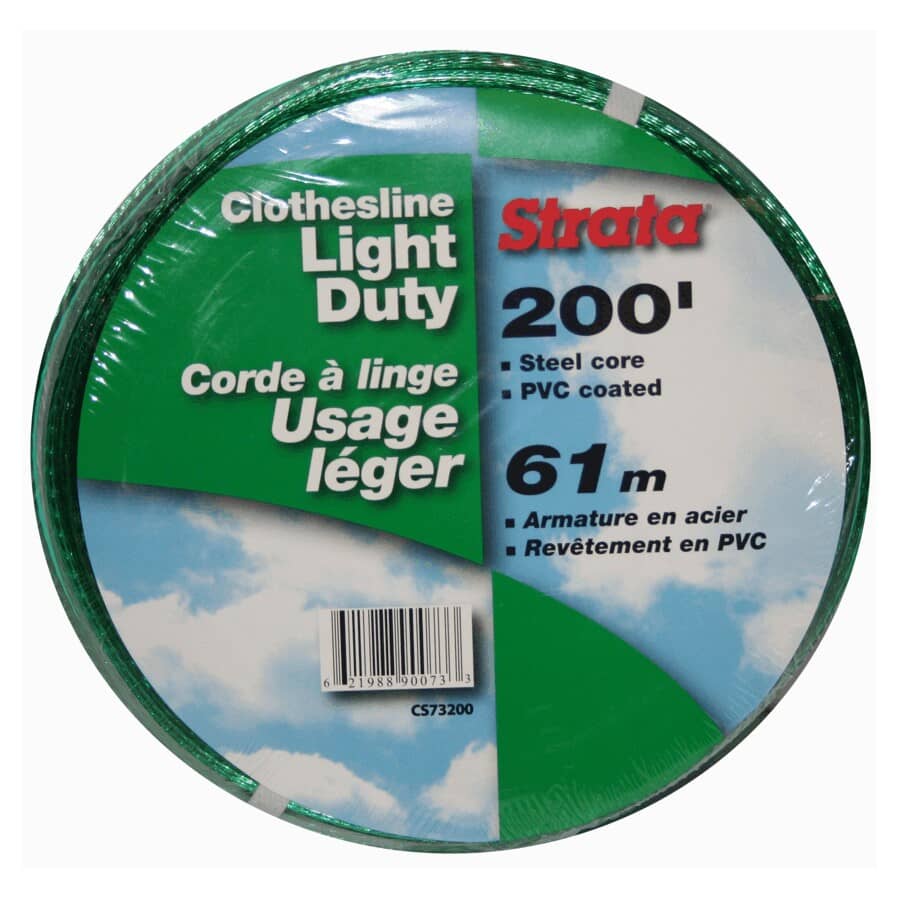 Clothesline
Light
Duty
Corde à linge
Usage
léger
Strata®
200'
▪ Steel core
▪ PVC coated
61 m
▪ Armature en acier
▪ Revêtement en PVC
6 21988 90073 3
CS73200